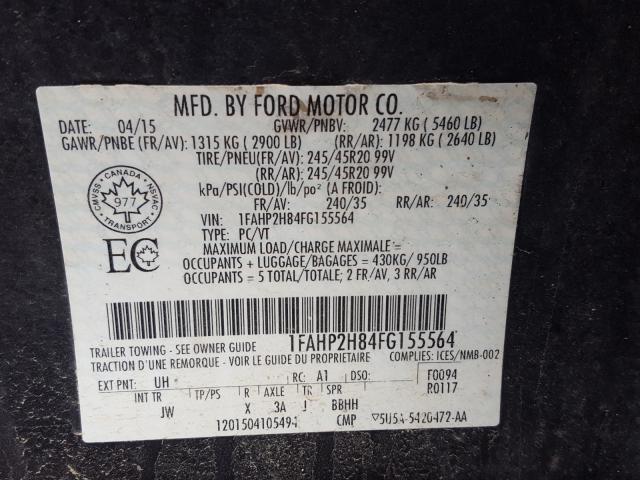 MFD. BY FORD MOTOR CO.
DATE: 04/15 GVWR/PNBV: 2477 KG ( 5460 LB)
GAWR/PNBE (FR/AV): 1315 KG ( 2900 LB) (RR/AR): 1198 KG ( 2640 LB)
TIRE/PNEU(FR/AV): 245/45R20 99V
(RR/AR): 245/45R20 99V
kPa/PSI(COLD)/lb/po² (A FROID):
FR/AV: 240/35 RR/AR: 240/35
VIN: 1FAHP2H84FG155564
TYPE: PC/VT
MAXIMUM LOAD/CHARGE MAXIMALE =
OCCUPANTS + LUGGAGE/BAGAGES = 430KG/ 950LB
OCCUPANTS = 5 TOTAL/TOTALE; 2 FR/AV, 3 RR/AR
CANADA
CMVSS NSVAC
977
TRANSPORT
EC
1FAHP2H84FG155564
TRAILER TOWING - SEE OWNER GUIDE
TRACTION D'UNE REMORQUE - VOIR LE GUIDE DU PROPRIETAIRE COMPLIES: ICES/NMB-002
EXT PNT: UH RC: A1 DSO: F0094
INT TR TP/PS R AXLE TR SPR R0117
JW X 3A J BBHH
1201504105494 CMP ▽5U5A-5420472-AA